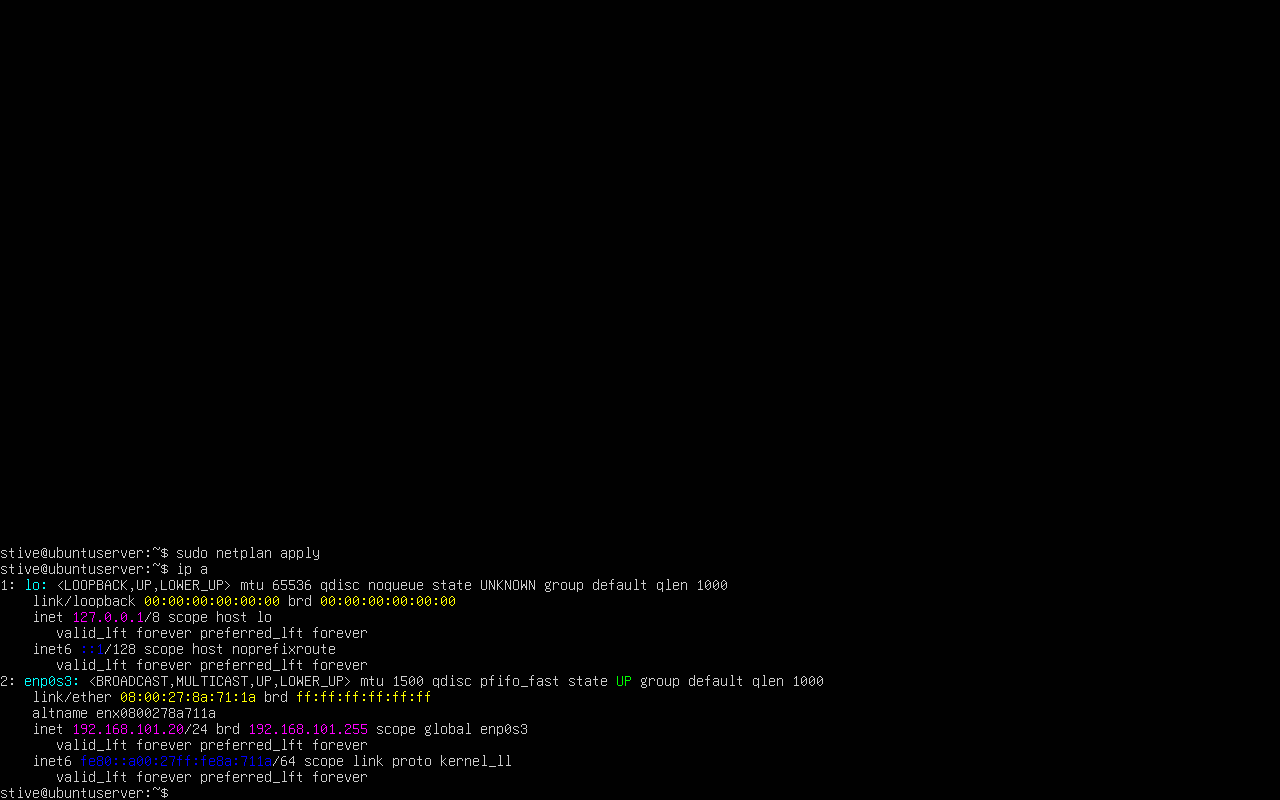 stive@ubuntuserver:~$ sudo netplan apply
stive@ubuntuserver:~$ ip a
1: lo: <LOOPBACK,UP,LOWER_UP> mtu 65536 qdisc noqueue state UNKNOWN group default qlen 1000
    link/loopback 00:00:00:00:00:00 brd 00:00:00:00:00:00
    inet 127.0.0.1/8 scope host lo
       valid_lft forever preferred_lft forever
    inet6 ::1/128 scope host noprefixroute
       valid_lft forever preferred_lft forever
2: enp0s3: <BROADCAST,MULTICAST,UP,LOWER_UP> mtu 1500 qdisc pfifo_fast state UP group default qlen 1000
    link/ether 08:00:27:8a:71:1a brd ff:ff:ff:ff:ff:ff
    altname enx0800278a711a
    inet 192.168.101.20/24 brd 192.168.101.255 scope global enp0s3
       valid_lft forever preferred_lft forever
    inet6 fe80::a00:27ff:fe8a:711a/64 scope link proto kernel_ll
       valid_lft forever preferred_lft forever
stive@ubuntuserver:~$